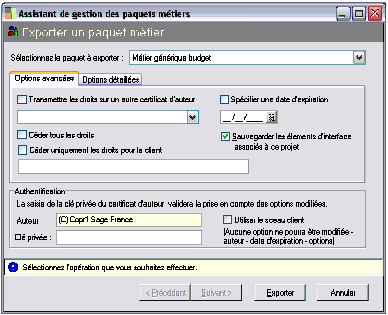 Assistant de gestion des paquets métiers
Exporter un paquet métier
Sélectionnez le paquet à exporter : Métier générique budget
Options avancées Options détaillées
Transmettre les droits sur un autre certificat d'auteur
Spécifier une date d'expiration
__/__/____
Céder tous les droits
Sauvegarder les éléments d'interface
associés à ce projet
Céder uniquement les droits pour le client
Authentification
La saisie de la clé privée du certificat d'auteur validera la prise en compte des options modifiées.
Auteur (C) Copr1 Sage France
Utiliser le sceau client
Clé privée :
(Aucune option ne pourra être modifiée -
auteur - date d'expiration - options)
Sélectionnez l'opération que vous souhaitez effectuer.
< Précédent Suivant > Exporter Annuler